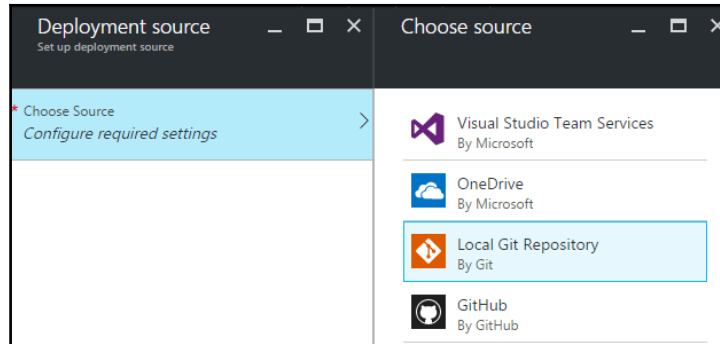 Deployment source
Set up deployment source
* Choose Source
Configure required settings
Choose source
Visual Studio Team Services
By Microsoft
OneDrive
By Microsoft
Local Git Repository
By Git
GitHub
By GitHub